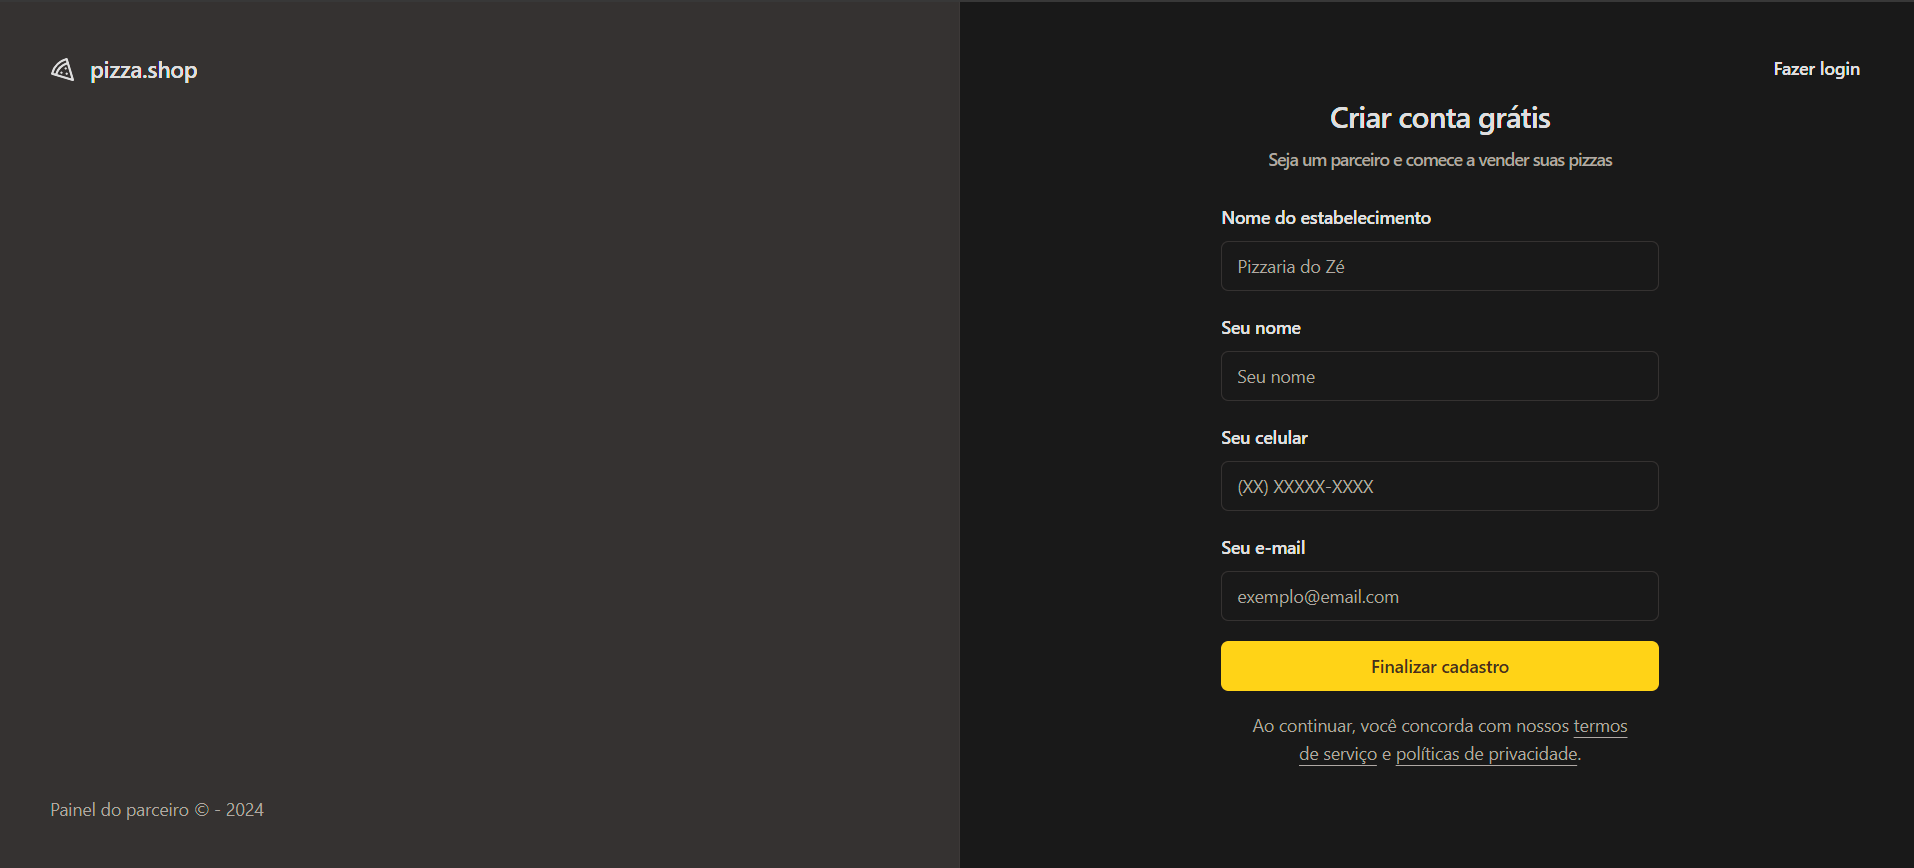 pizza.shop
Painel do parceiro © - 2024
Fazer login
Criar conta grátis
Seja um parceiro e comece a vender suas pizzas
Nome do estabelecimento
Pizzaria do Zé
Seu nome
Seu nome
Seu celular
(XX) XXXXX-XXXX
Seu e-mail
exemplo@email.com
Finalizar cadastro
Ao continuar, você concorda com nossos termos
de serviço e políticas de privacidade.